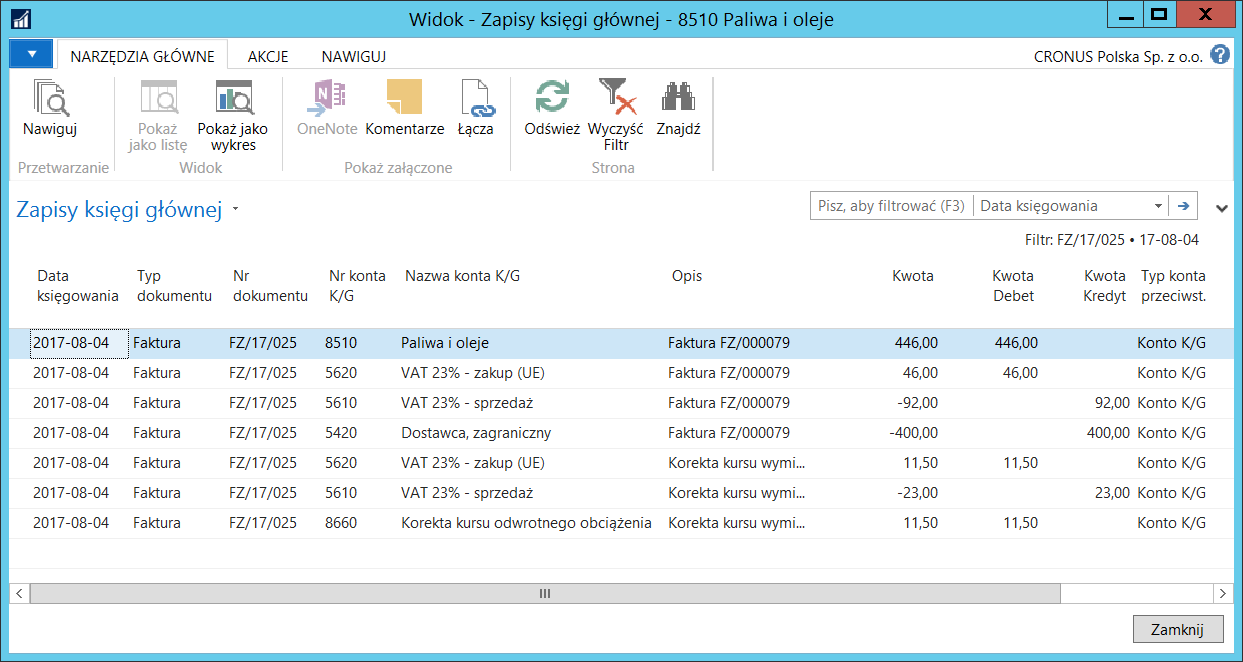 Widok - Zapisy księgi głównej - 8510 Paliwa i oleje
NARZĘDZIA GŁÓWNE AKCJE NAWIGUJ CRONUS Polska Sp. z o.o. ?
Nawiguj
Przetwarzanie
Pokaż jako listę
Pokaż jako wykres
Widok
OneNote Komentarze Łącza
Pokaż załączone
Odśwież Wyczyść Filtr Znajdź
Strona
Zapisy księgi głównej
Pisz, aby filtrować (F3) Data księgowania
Filtr: FZ/17/025 • 17-08-04
Data księgowania Typ dokumentu Nr dokumentu Nr konta K/G Nazwa konta K/G Opis Kwota Kwota Debet Kwota Kredyt Typ konta przeciwst.
2017-08-04 Faktura FZ/17/025 8510 Paliwa i oleje Faktura FZ/000079 446,00 446,00 Konto K/G
2017-08-04 Faktura FZ/17/025 5620 VAT 23% - zakup (UE) Faktura FZ/000079 46,00 46,00 Konto K/G
2017-08-04 Faktura FZ/17/025 5610 VAT 23% - sprzedaż Faktura FZ/000079 -92,00 92,00 Konto K/G
2017-08-04 Faktura FZ/17/025 5420 Dostawca, zagraniczny Faktura FZ/000079 -400,00 400,00 Konto K/G
2017-08-04 Faktura FZ/17/025 5620 VAT 23% - zakup (UE) Korekta kursu wymi... 11,50 11,50 Konto K/G
2017-08-04 Faktura FZ/17/025 5610 VAT 23% - sprzedaż Korekta kursu wymi... -23,00 23,00 Konto K/G
2017-08-04 Faktura FZ/17/025 8660 Korekta kursu odwrotnego obciążenia Korekta kursu wymi... 11,50 11,50 Konto K/G
Zamknij